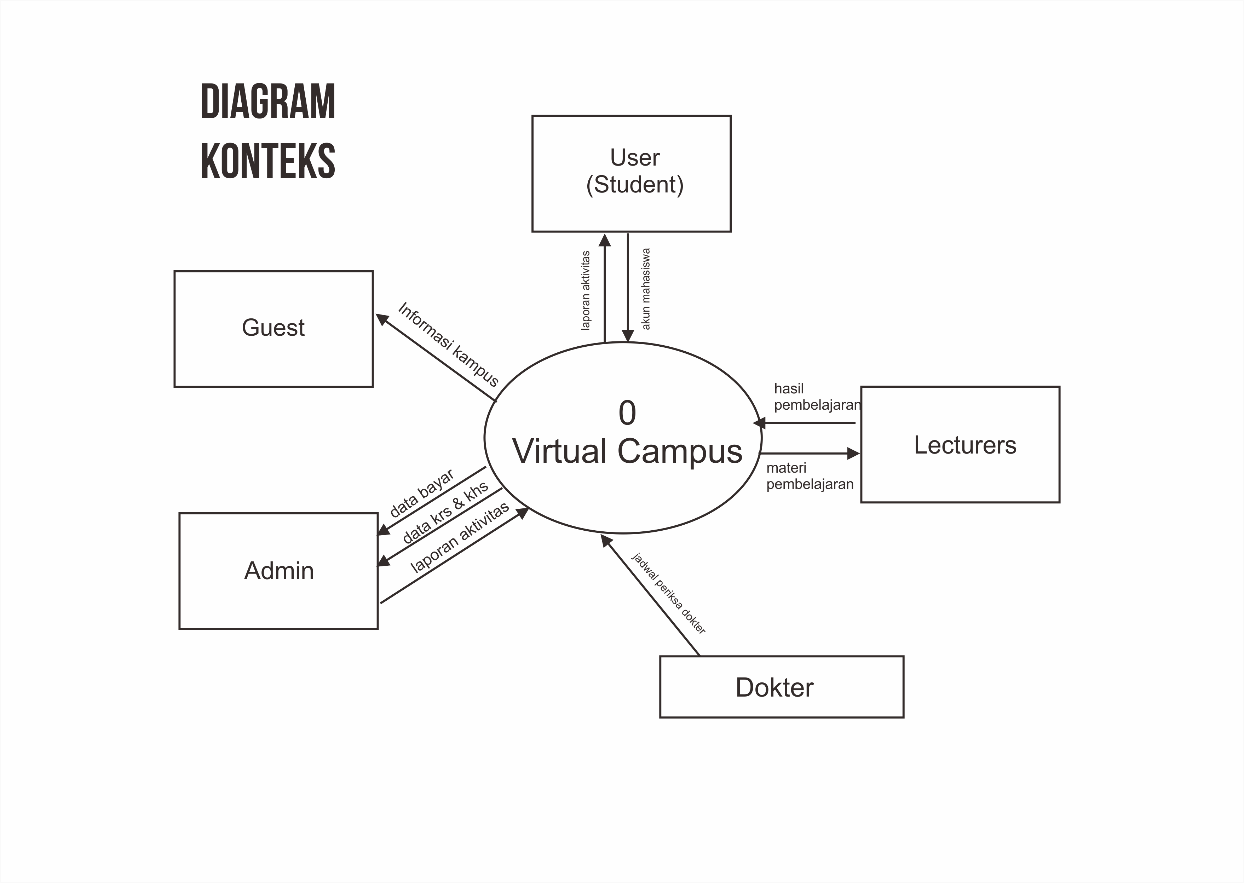 DIAGRAM
KONTEKS
User
(Student)
laporan aktivitas
akun mahasiswa
Guest
Informasi kampus
0
Virtual Campus
hasil
pembelajaran
Lecturers
materi
pembelajaran
data bayar
data krs & khs
laporan aktivitas
Admin
jadwal periksa dokter
Dokter